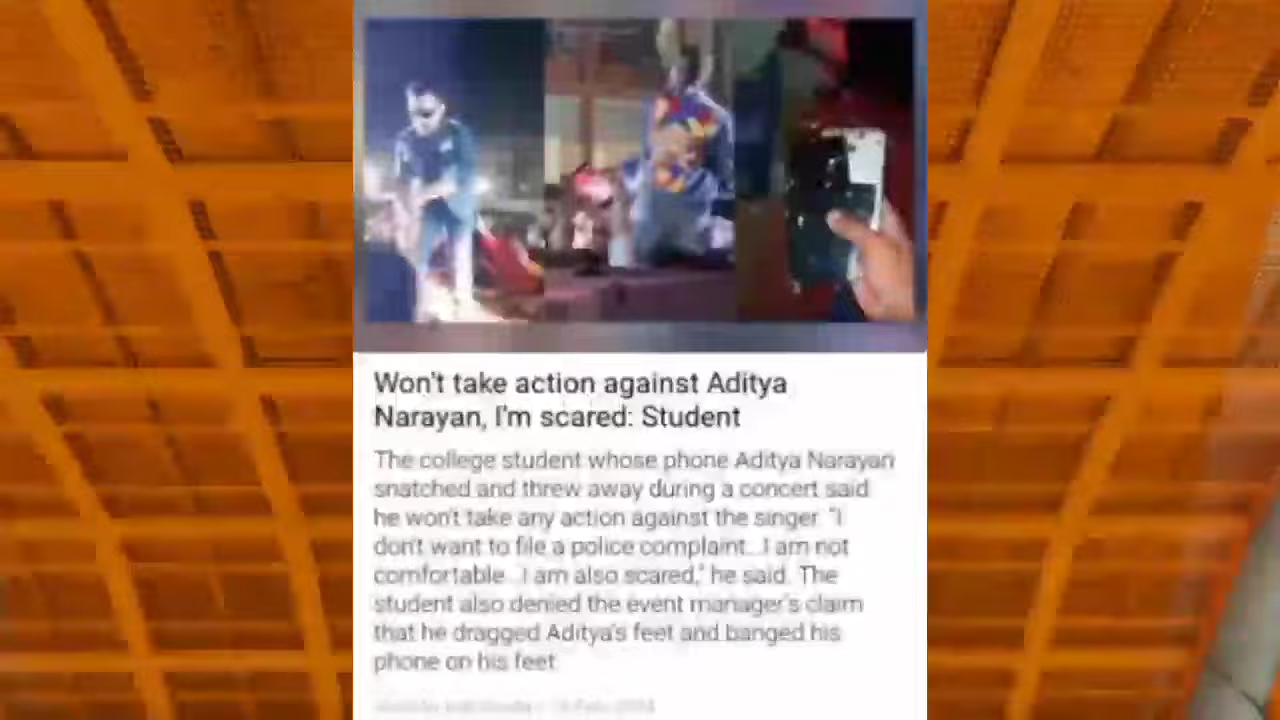 Won't take action against Aditya
Narayan, I'm scared: Student
The college student whose phone Aditya Narayan
snatched and threw away during a concert said
he won't take any action against the singer. "I
don't want to file a police complaint...I am not
comfortable...I am also scared," he said. The
student also denied the event manager's claim
that he dragged Aditya's feet and banged his
phone on his feet.